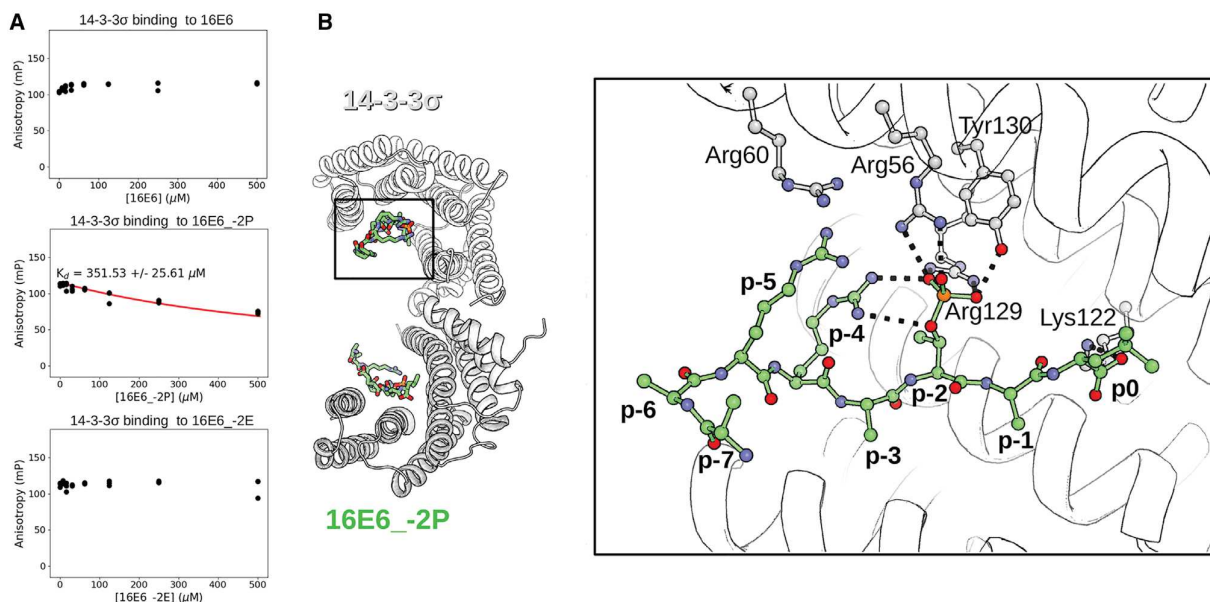 A
14-3-3σ binding to 16E6
150
100
50
0
Anisotropy (mP)
0 100 200 300 400 500
[16E6] (μM)
14-3-3σ binding to 16E6_-2P
Kd = 351.53 +/- 25.61 μM
150
100
50
0
Anisotropy (mP)
0 100 200 300 400 500
[16E6_-2P] (μM)
14-3-3σ binding to 16E6_-2E
150
100
50
0
Anisotropy (mP)
0 100 200 300 400 500
[16E6_-2E] (μM)
B
14-3-3σ
16E6_-2P
Tyr130
Arg60
Arg56
p-5
Arg129
Lys122
p-4
p-6
p-2
p0
p-1
p-3
p-7